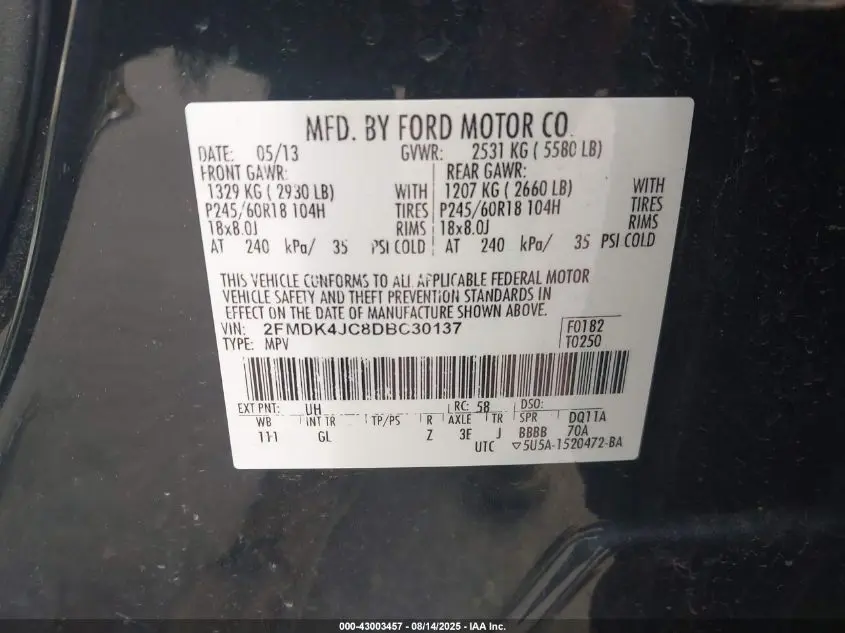 MFD. BY FORD MOTOR CO.
DATE: 05/13 GVWR: 2531 KG ( 5580 LB)
FRONT GAWR: REAR GAWR:
1329 KG ( 2930 LB) WITH 1207 KG ( 2660 LB) WITH
P245/60R18 104H TIRES P245/60R18 104H TIRES
18x8.0J RIMS 18x8.0J RIMS
AT 240 kPa/ 35 PSI COLD AT 240 kPa/ 35 PSI COLD
THIS VEHICLE CONFORMS TO ALL APPLICABLE FEDERAL MOTOR
VEHICLE SAFETY AND THEFT PREVENTION STANDARDS IN
EFFECT ON THE DATE OF MANUFACTURE SHOWN ABOVE.
VIN: 2FMDK4JC8DBC30137 F0182
TYPE: MPV T0250
EXT PNT: UH RC: 58 DSO:
WB INT TR TP/PS R AXLE TR SPR DQ11A
111 GL Z 3E J BBBB 70A
UTC ▽5U5A-1520472-BA
000-43003457 - 08/14/2025 - IAA Inc.